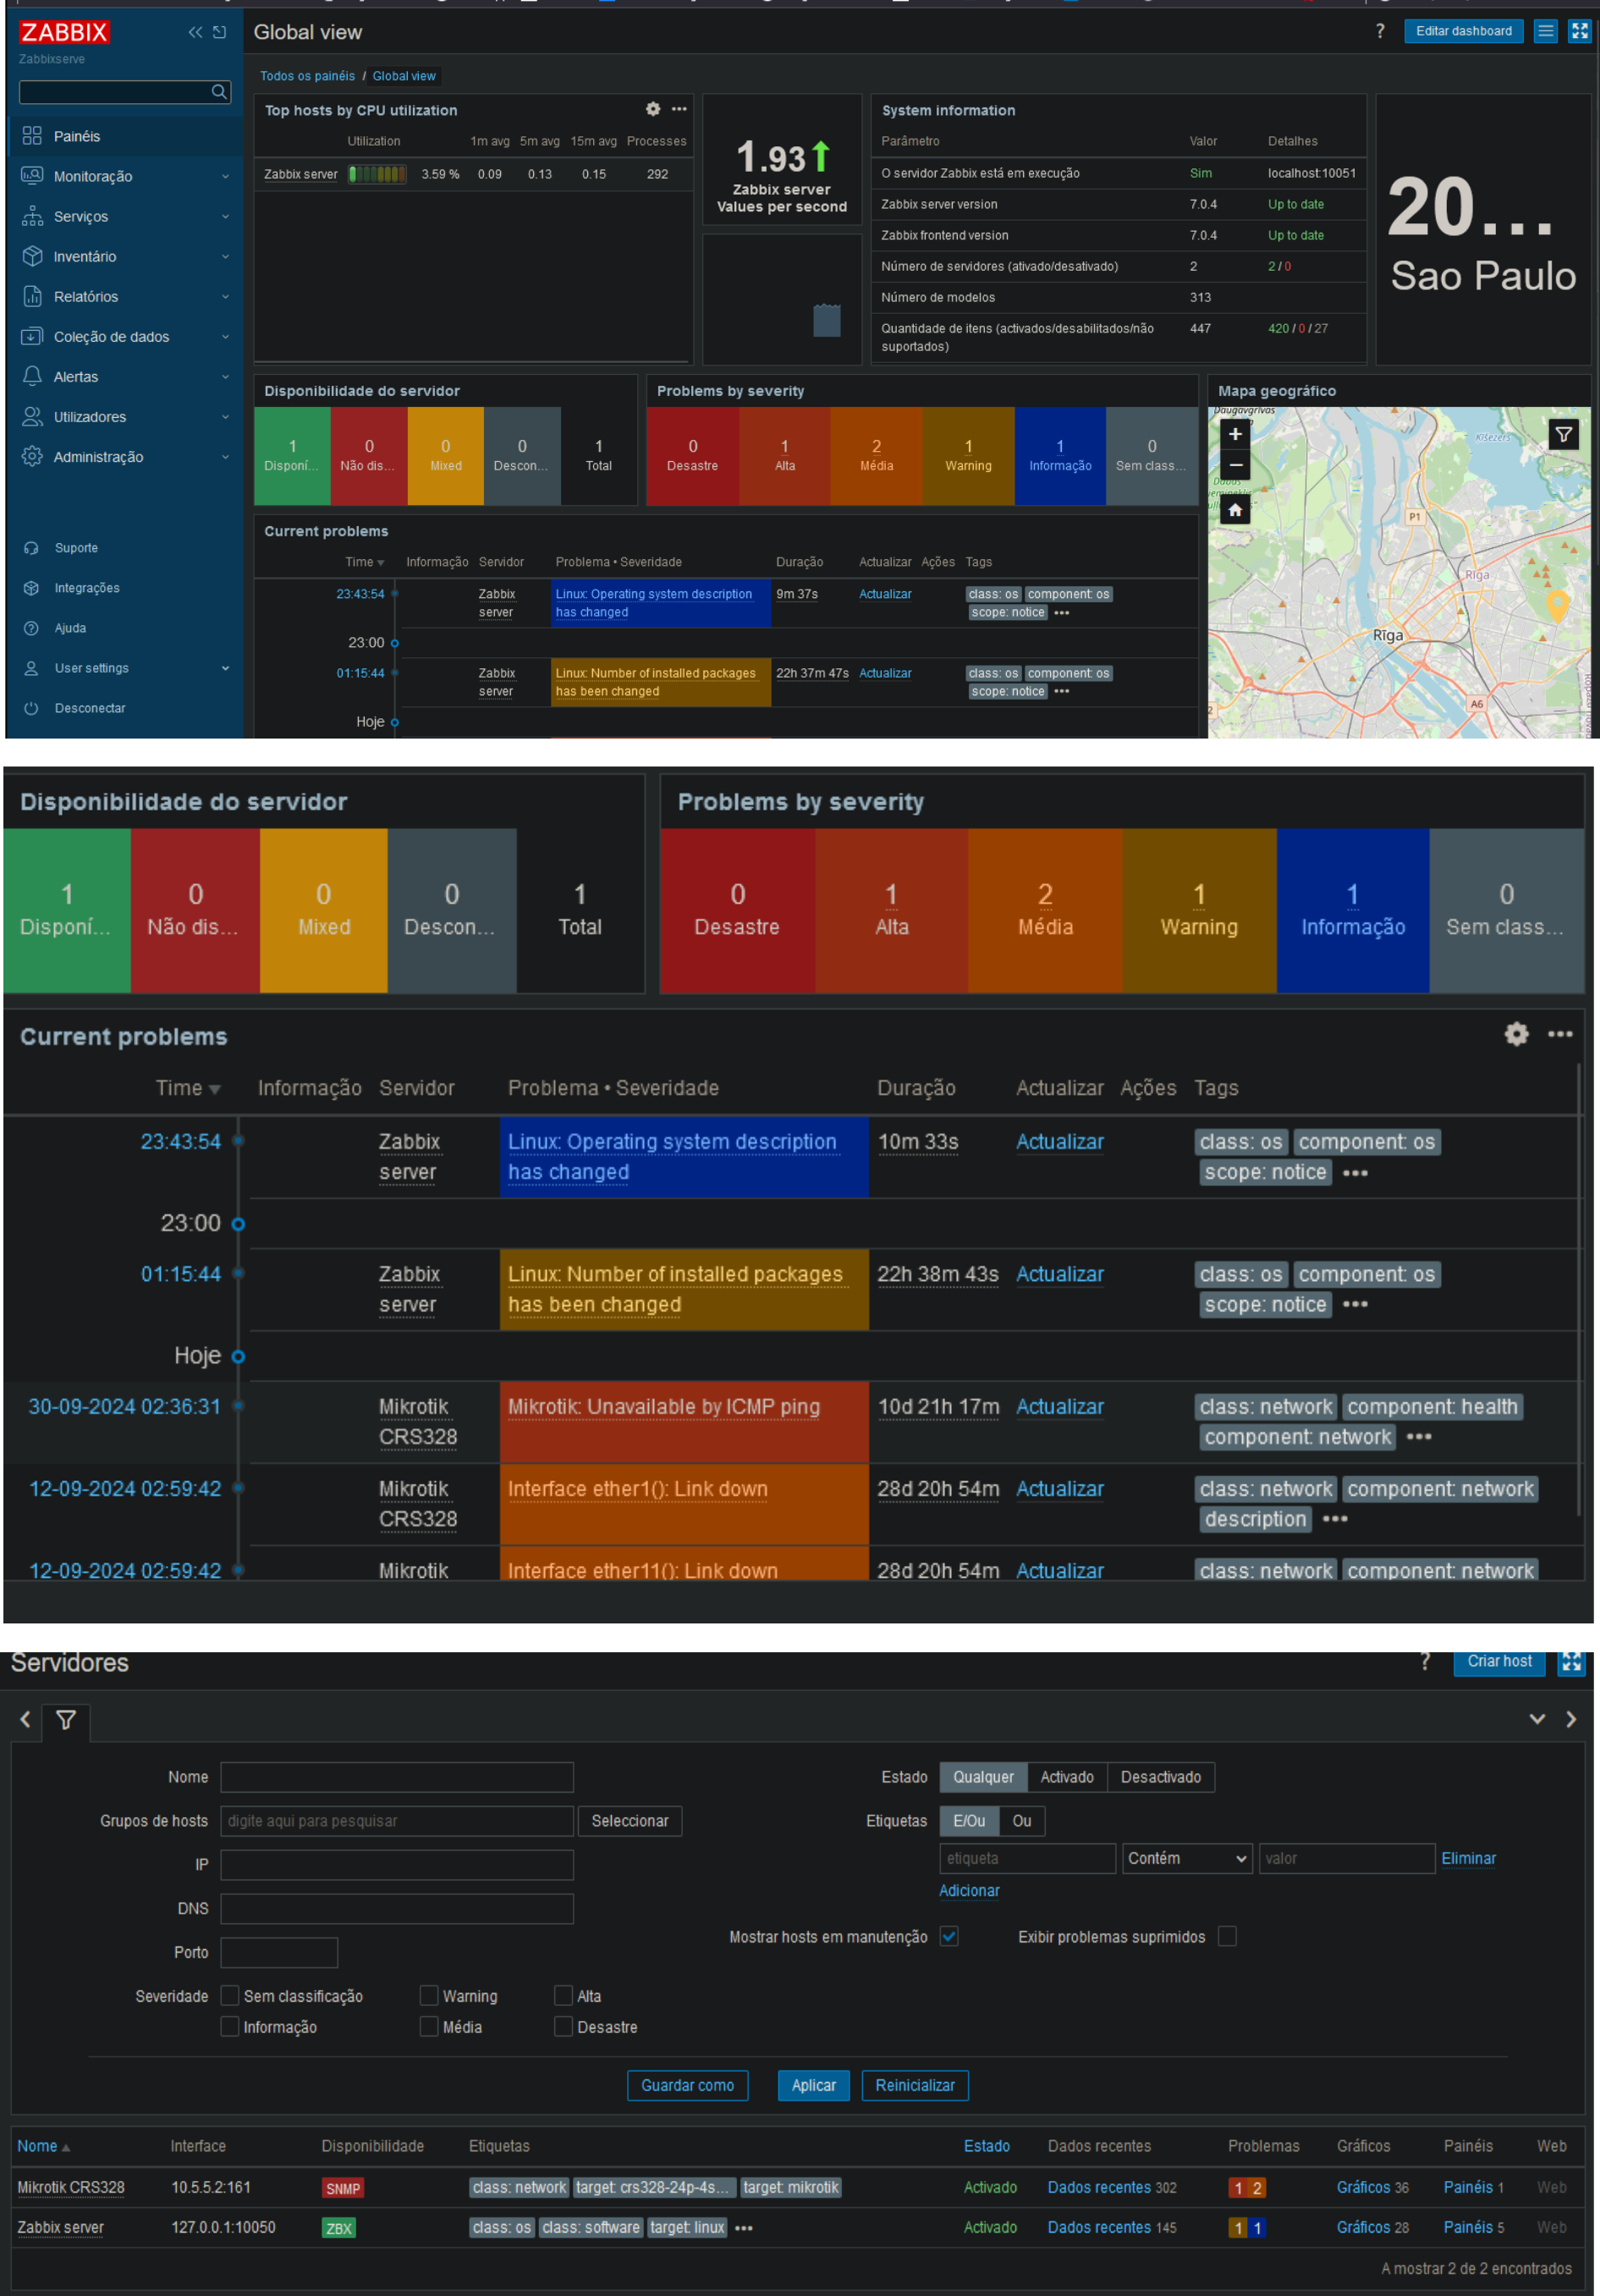 ZABBIX
Zabbixserve
Global view
?
Editar dashboard
Todos os painéis / Global view
Painéis
Monitoração
Serviços
Inventário
Relatórios
Coleção de dados
Alertas
Utilizadores
Administração
Suporte
Integrações
Ajuda
User settings
Desconectar
Top hosts by CPU utilization
Utilization 1m avg 5m avg 15m avg Processes
Zabbix server 3.59 % 0.09 0.13 0.15 292
1.93
Zabbix server
Values per second
System information
Parâmetro Valor Detalhes
O servidor Zabbix está em execução Sim localhost:10051
Zabbix server version 7.0.4 Up to date
Zabbix frontend version 7.0.4 Up to date
Número de servidores (ativado/desativado) 2 2 / 0
Número de modelos 313
Quantidade de itens (activados/desabilitados/não 447 420 / 0 / 27
suportados)
20...
Sao Paulo
Disponibilidade do servidor
1 0 0 0 1
Disponí... Não dis... Mixed Descon... Total
Problems by severity
0 1 2 1 1 0
Desastre Alta Média Warning Informação Sem class...
Mapa geográfico
Daugavgrīvas
Ķīšezers
+
−
P1
Rīga
Rīga
A6
2
Current problems
Time Informação Servidor Problema • Severidade Duração Actualizar Ações Tags
23:43:54 Zabbix Linux: Operating system description 9m 37s Actualizar class: os component: os
server has changed scope: notice •••
23:00
01:15:44 Zabbix Linux: Number of installed packages 22h 37m 47s Actualizar class: os component: os
server has been changed scope: notice •••
Hoje
Disponibilidade do servidor
1 0 0 0 1
Disponí... Não dis... Mixed Descon... Total
Problems by severity
0 1 2 1 1 0
Desastre Alta Média Warning Informação Sem class...
Current problems
Time Informação Servidor Problema • Severidade Duração Actualizar Ações Tags
23:43:54 Zabbix Linux: Operating system description 10m 33s Actualizar class: os component: os
server has changed scope: notice •••
23:00
01:15:44 Zabbix Linux: Number of installed packages 22h 38m 43s Actualizar class: os component: os
server has been changed scope: notice •••
Hoje
30-09-2024 02:36:31 Mikrotik Mikrotik: Unavailable by ICMP ping 10d 21h 17m Actualizar class: network component: health
CRS328 component: network •••
12-09-2024 02:59:42 Mikrotik Interface ether1(): Link down 28d 20h 54m Actualizar class: network component: network
CRS328 description •••
12-09-2024 02:59:42 Mikrotik Interface ether11(): Link down 28d 20h 54m Actualizar class: network component: network
Servidores
? Criar host
Nome
Grupos de hosts digite aqui para pesquisar Seleccionar
IP
DNS
Porto
Severidade Sem classificação Warning Alta
Informação Média Desastre
Estado Qualquer Activado Desactivado
Etiquetas E/Ou Ou
etiqueta Contém valor Eliminar
Adicionar
Mostrar hosts em manutenção Exibir problemas suprimidos
Guardar como Aplicar Reinicializar
Nome Interface Disponibilidade Etiquetas Estado Dados recentes Problemas Gráficos Painéis Web
Mikrotik CRS328 10.5.5.2:161 SNMP class: network target: crs328-24p-4s... target: mikrotik Activado Dados recentes 302 1 2 Gráficos 36 Painéis 1 Web
Zabbix server 127.0.0.1:10050 ZBX class: os class: software target: linux ••• Activado Dados recentes 145 1 1 Gráficos 28 Painéis 5 Web
A mostrar 2 de 2 encontrados